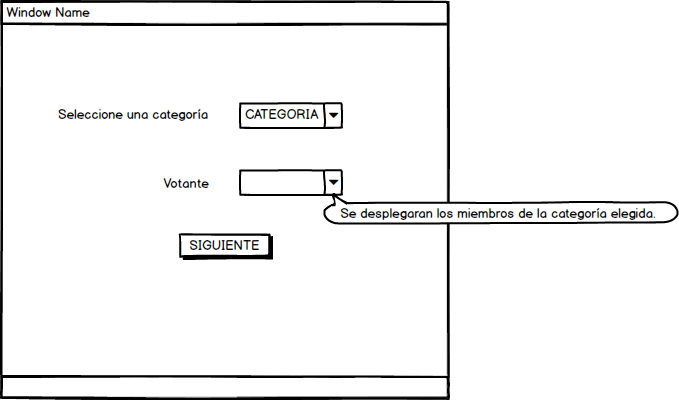 Window Name
Seleccione una categoría
CATEGORIA
Votante
Se desplegaran los miembros de la categoría elegida.
SIGUIENTE